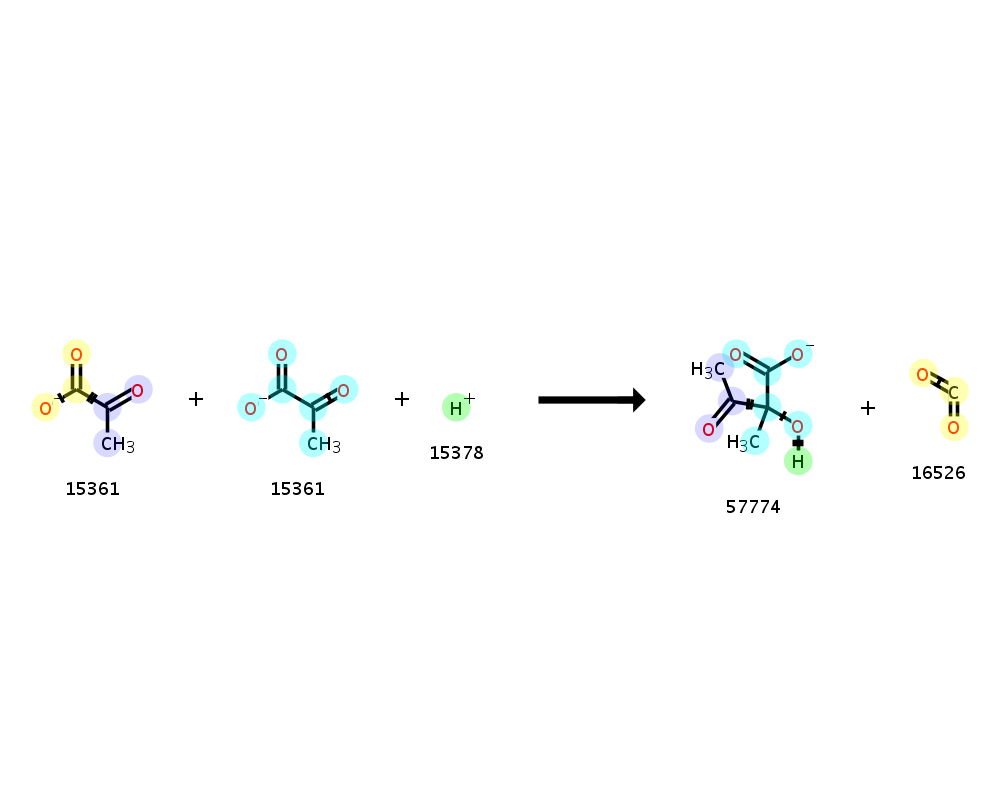 O O O⁻ CH₃ + O O O⁻ CH₃ + H⁺ H₃C O O⁻ O H₃C O H + O C O
15361 15361 15378 57774 16526